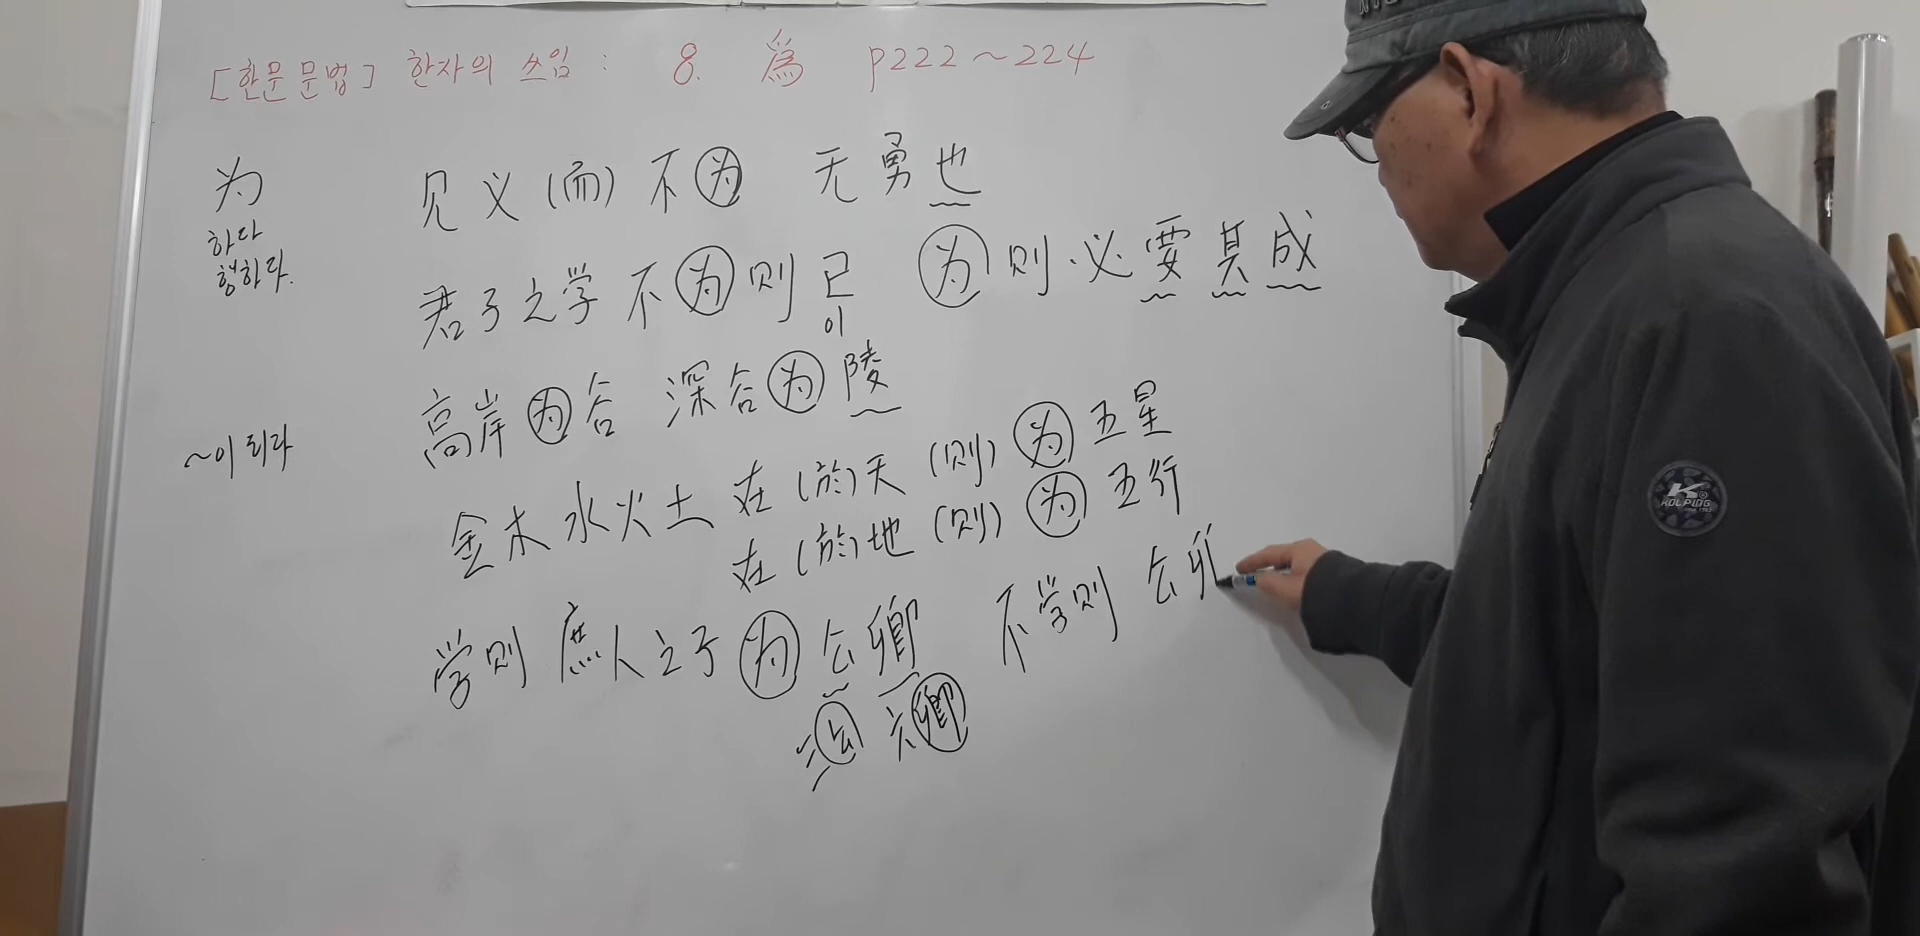 [한문 문법] 한자의 쓰임 : 8. 爲 p222~224
为 见义(而)不为 无勇也
하다
행하다.
君子之学不为则已 为则必要其成
이
高岸为谷 深谷为陵
~이 되다
金木水火土 在(於)天(则)为五星
在(於)地(则)为五行
学则庶人之子为公卿 不学则公
公 六卿
KOLPING